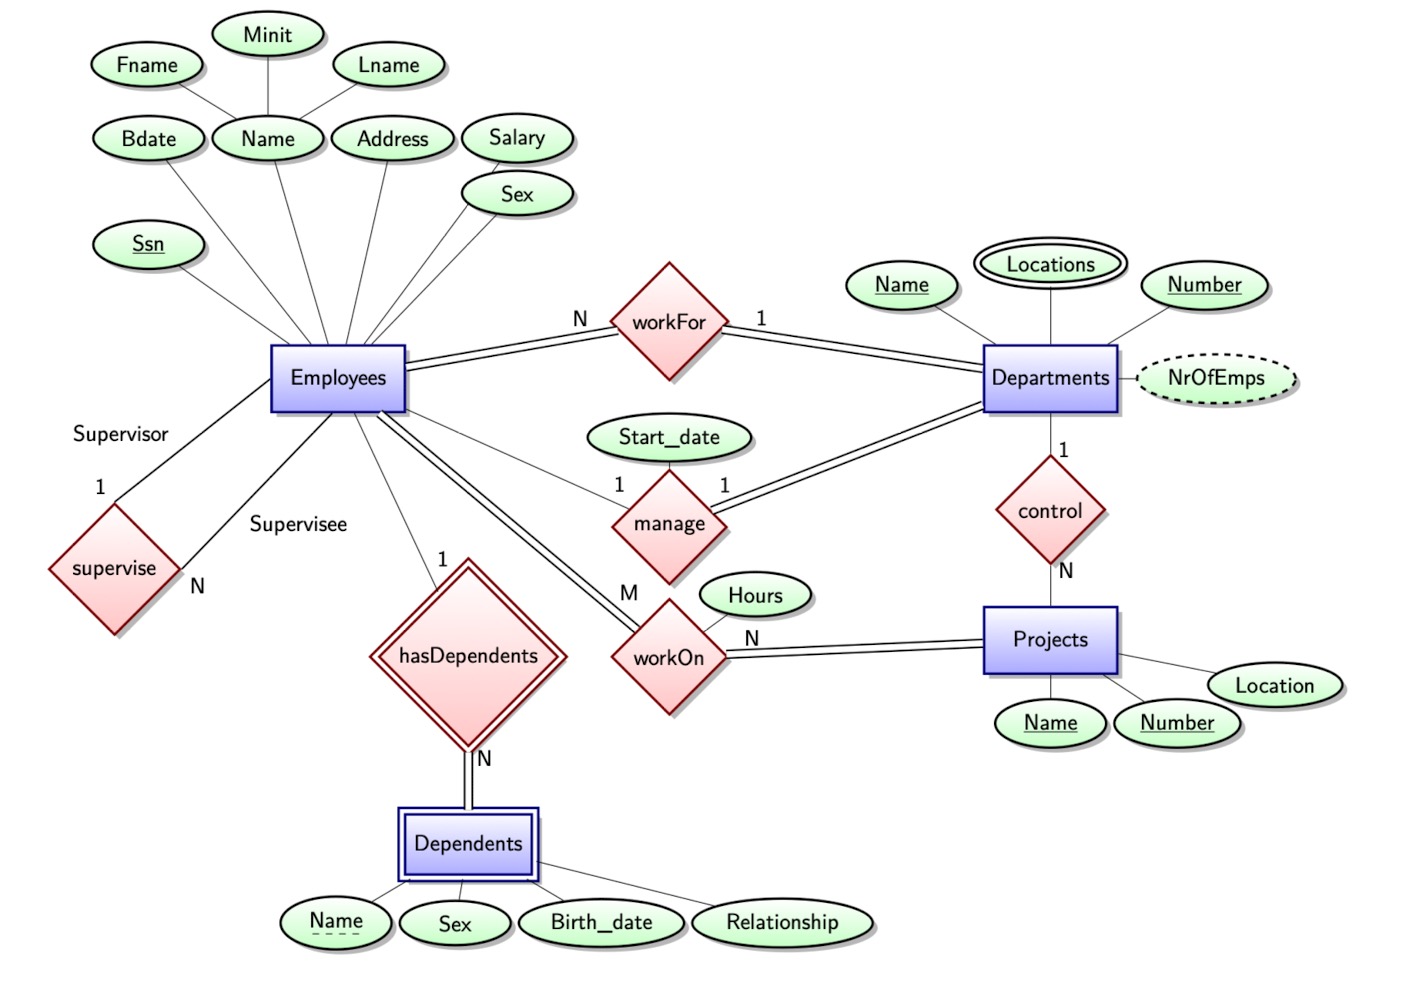 Minit
Fname
Lname
Bdate
Name
Address
Salary
Sex
Ssn
Locations
Name
Number
N
workFor
1
Employees
Departments
NrOfEmps
Supervisor
Start_date
1
1
1
1
manage
control
Supervisee
supervise
N
1
M
N
Hours
hasDependents
workOn
N
Projects
Location
Name
Number
N
Dependents
Name
Sex
Birth_date
Relationship